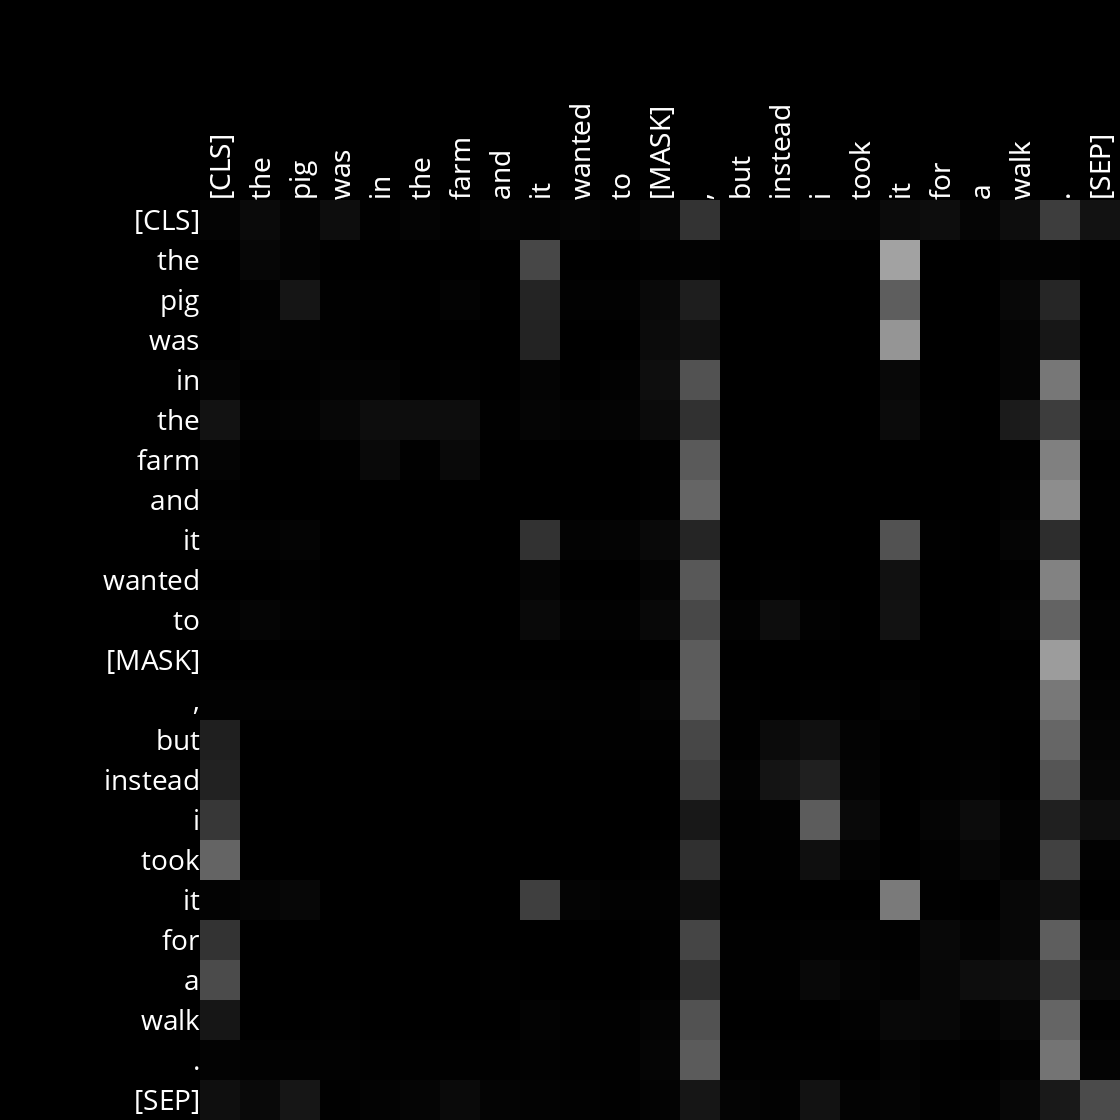 [CLS] the pig was in the farm and it wanted to [MASK] , but instead i took it for a walk . [SEP]
[CLS]
the
pig
was
in
the
farm
and
it
wanted
to
[MASK]
,
but
instead
i
took
it
for
a
walk
.
[SEP]